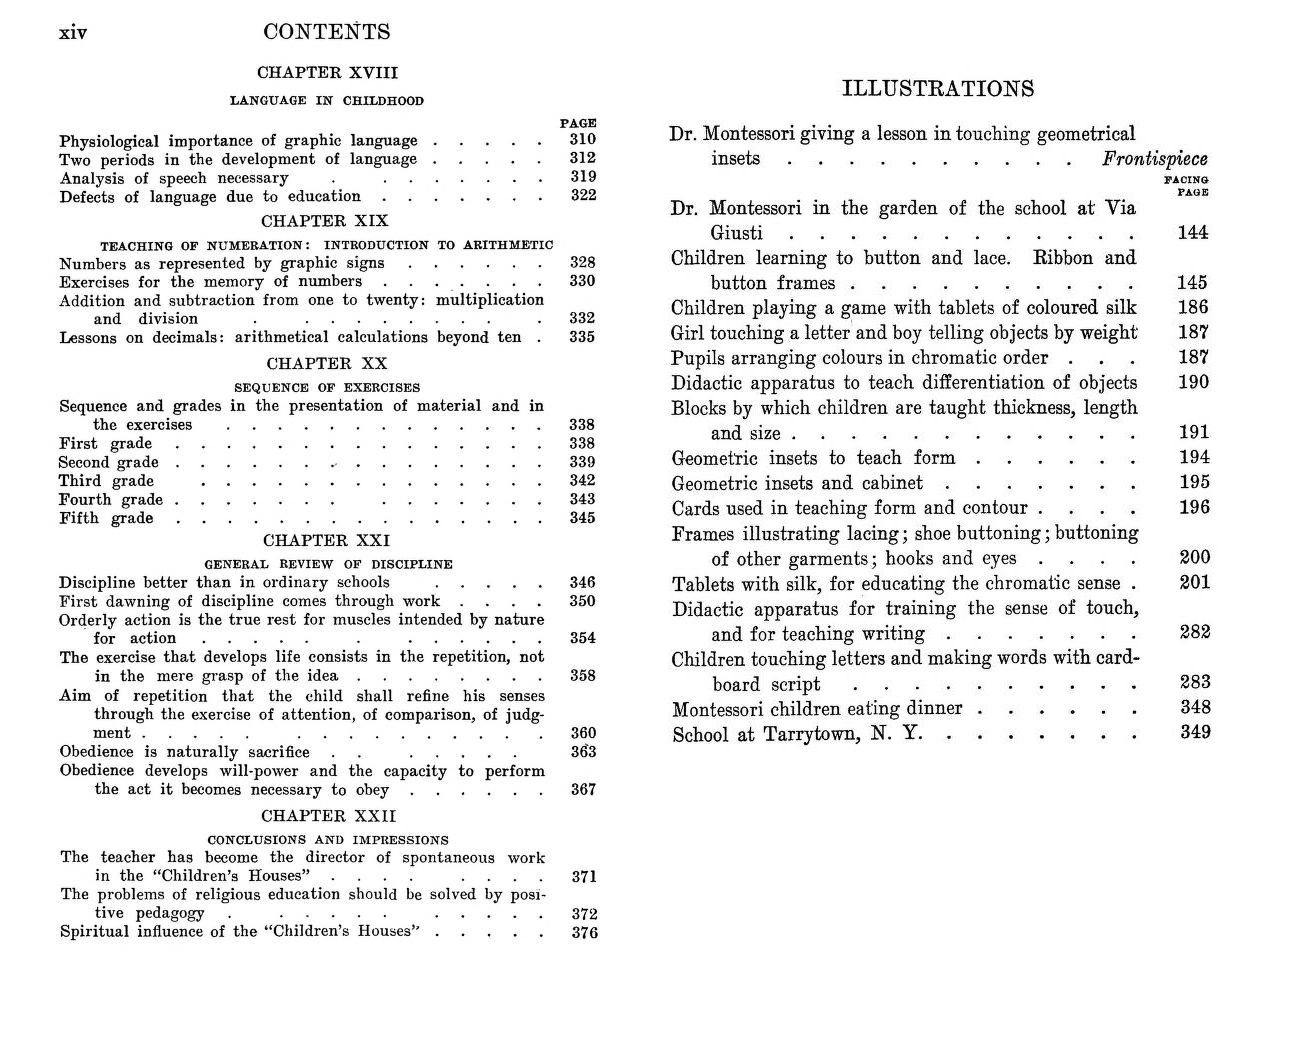 xiv
CONTENTS
CHAPTER XVIII
LANGUAGE IN CHILDHOOD
PAGE
Physiological importance of graphic language . . . . . 310
Two periods in the development of language . . . . . 312
Analysis of speech necessary . . . . . . . . 319
Defects of language due to education . . . . . . . 322
CHAPTER XIX
TEACHING OF NUMERATION: INTRODUCTION TO ARITHMETIC
Numbers as represented by graphic signs . . . . . . 328
Exercises for the memory of numbers . . . . . . . 330
Addition and subtraction from one to twenty: multiplication
and division . . . . . . . . . . 332
Lessons on decimals: arithmetical calculations beyond ten . 335
CHAPTER XX
SEQUENCE OF EXERCISES
Sequence and grades in the presentation of material and in
the exercises . . . . . . . . . . . . . 338
First grade . . . . . . . . . . . . . . . 338
Second grade . . . . . . . . . . . . . . . 339
Third grade . . . . . . . . . . . . . . 342
Fourth grade . . . . . . . . . . . . . . 343
Fifth grade . . . . . . . . . . . . . . . 345
CHAPTER XXI
GENERAL REVIEW OF DISCIPLINE
Discipline better than in ordinary schools . . . . . 346
First dawning of discipline comes through work . . . . 350
Orderly action is the true rest for muscles intended by nature
for action . . . . . . . . . . . . 354
The exercise that develops life consists in the repetition, not
in the mere grasp of the idea . . . . . . . . 358
Aim of repetition that the child shall refine his senses
through the exercise of attention, of comparison, of judg-
ment . . . . . . . . . . . . . . . 360
Obedience is naturally sacrifice . . . . . . . 363
Obedience develops will-power and the capacity to perform
the act it becomes necessary to obey . . . . . . 367
CHAPTER XXII
CONCLUSIONS AND IMPRESSIONS
The teacher has become the director of spontaneous work
in the "Children's Houses" . . . . . . . . 371
The problems of religious education should be solved by posi-
tive pedagogy . . . . . . . . . . . 372
Spiritual influence of the "Children's Houses" . . . . . 376
ILLUSTRATIONS
Dr. Montessori giving a lesson in touching geometrical
insets . . . . . . . . . . Frontispiece
FACING
PAGE
Dr. Montessori in the garden of the school at Via
Giusti . . . . . . . . . . . . 144
Children learning to button and lace. Ribbon and
button frames . . . . . . . . . . 145
Children playing a game with tablets of coloured silk 186
Girl touching a letter and boy telling objects by weight 187
Pupils arranging colours in chromatic order . . . 187
Didactic apparatus to teach differentiation of objects 190
Blocks by which children are taught thickness, length
and size . . . . . . . . . . . . 191
Geometric insets to teach form . . . . . . 194
Geometric insets and cabinet . . . . . . . 195
Cards used in teaching form and contour . . . . 196
Frames illustrating lacing; shoe buttoning; buttoning
of other garments; hooks and eyes . . . . 200
Tablets with silk, for educating the chromatic sense . 201
Didactic apparatus for training the sense of touch,
and for teaching writing . . . . . . . 282
Children touching letters and making words with card-
board script . . . . . . . . . . 283
Montessori children eating dinner . . . . . . 348
School at Tarrytown, N. Y. . . . . . . . 349